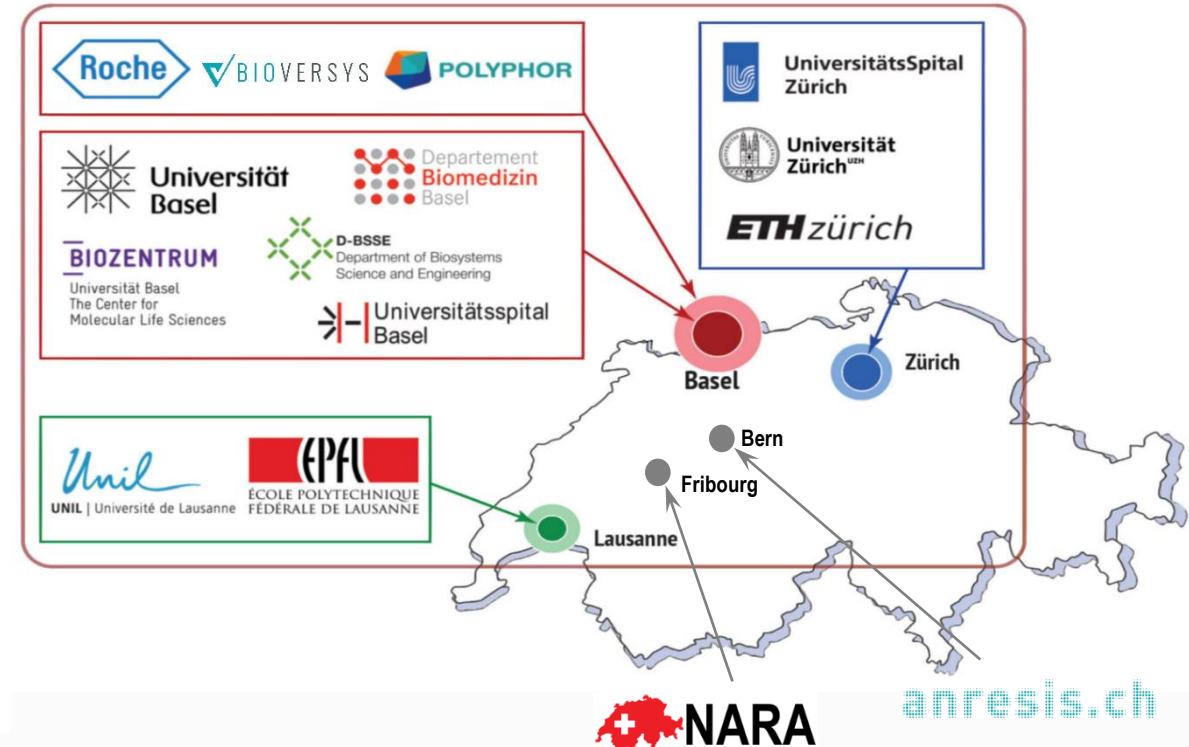 Roche
BIOVERSYS
POLYPHOR
Universität
Basel
Departement
Biomedizin
Basel
BIOZENTRUM
Universität Basel
The Center for
Molecular Life Sciences
D-BSSE
Department of Biosystems
Science and Engineering
Universitätsspital
Basel
UniversitätsSpital
Zürich
Universität
Zürich UZH
ETH zürich
Basel
Zürich
Bern
Fribourg
Unil
UNIL | Université de Lausanne
EPFL
ÉCOLE POLYTECHNIQUE
FÉDÉRALE DE LAUSANNE
Lausanne
NARA
anresis.ch